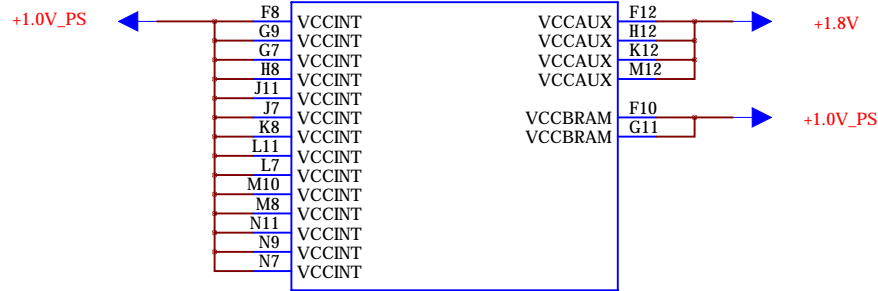 +1.0V_PS F8 VCCINT VCCAUX F12 +1.8V
G9 VCCINT VCCAUX H12
G7 VCCINT VCCAUX K12
H8 VCCINT VCCAUX M12
J11 VCCINT
J7 VCCINT VCCBRAM F10 +1.0V_PS
K8 VCCINT VCCBRAM G11
L11 VCCINT
L7 VCCINT
M10 VCCINT
M8 VCCINT
N11 VCCINT
N9 VCCINT
N7 VCCINT